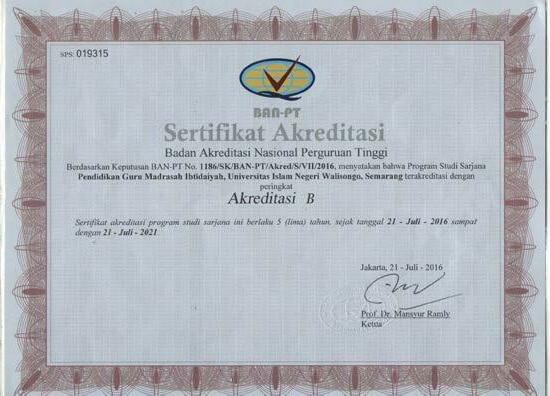 SPS: 019315
BAN-PT
Sertifikat Akreditasi
Badan Akreditasi Nasional Perguruan Tinggi
Berdasarkan Keputusan BAN-PT No. 1186/SK/BAN-PT/Akred/S/VII/2016, menyatakan bahwa Program Studi Sarjana
Pendidikan Guru Madrasah Ibtidaiyah, Universitas Islam Negeri Walisongo, Semarang terakreditasi dengan
peringkat
Akreditasi B
Sertifikat akreditasi program studi sarjana ini berlaku 5 (lima) tahun, sejak tanggal 21 - Juli - 2016 sampai
dengan 21 - Juli - 2021.
Jakarta, 21 - Juli - 2016
Prof. Dr. Mansyur Ramly
Ketua